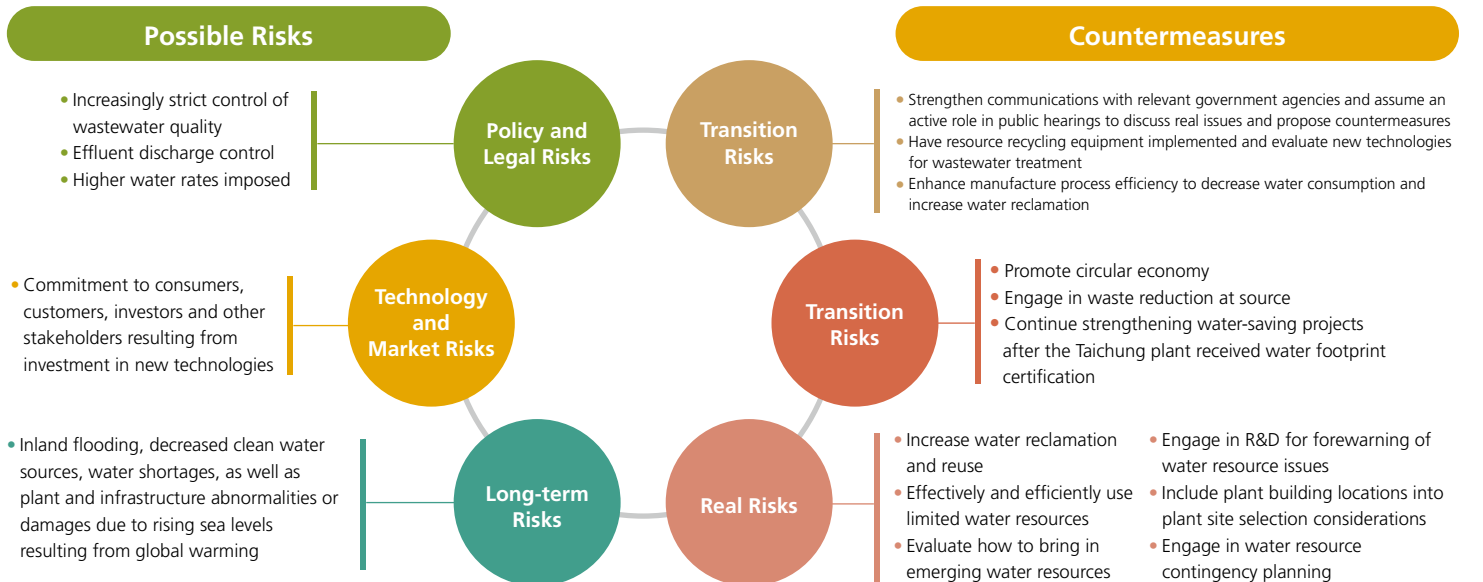 Possible Risks
Countermeasures
• Increasingly strict control of
wastewater quality
• Effluent discharge control
• Higher water rates imposed
Policy and
Legal Risks
Transition
Risks
• Strengthen communications with relevant government agencies and assume an
active role in public hearings to discuss real issues and propose countermeasures
• Have resource recycling equipment implemented and evaluate new technologies
for wastewater treatment
• Enhance manufacture process efficiency to decrease water consumption and
increase water reclamation
• Commitment to consumers,
customers, investors and other
stakeholders resulting from
investment in new technologies
Technology
and
Market Risks
Transition
Risks
• Promote circular economy
• Engage in waste reduction at source
• Continue strengthening water-saving projects
after the Taichung plant received water footprint
certification
• Inland flooding, decreased clean water
sources, water shortages, as well as
plant and infrastructure abnormalities or
damages due to rising sea levels
resulting from global warming
Long-term
Risks
Real Risks
• Increase water reclamation
and reuse
• Effectively and efficiently use
limited water resources
• Evaluate how to bring in
emerging water resources
• Engage in R&D for forewarning of
water resource issues
• Include plant building locations into
plant site selection considerations
• Engage in water resource
contingency planning